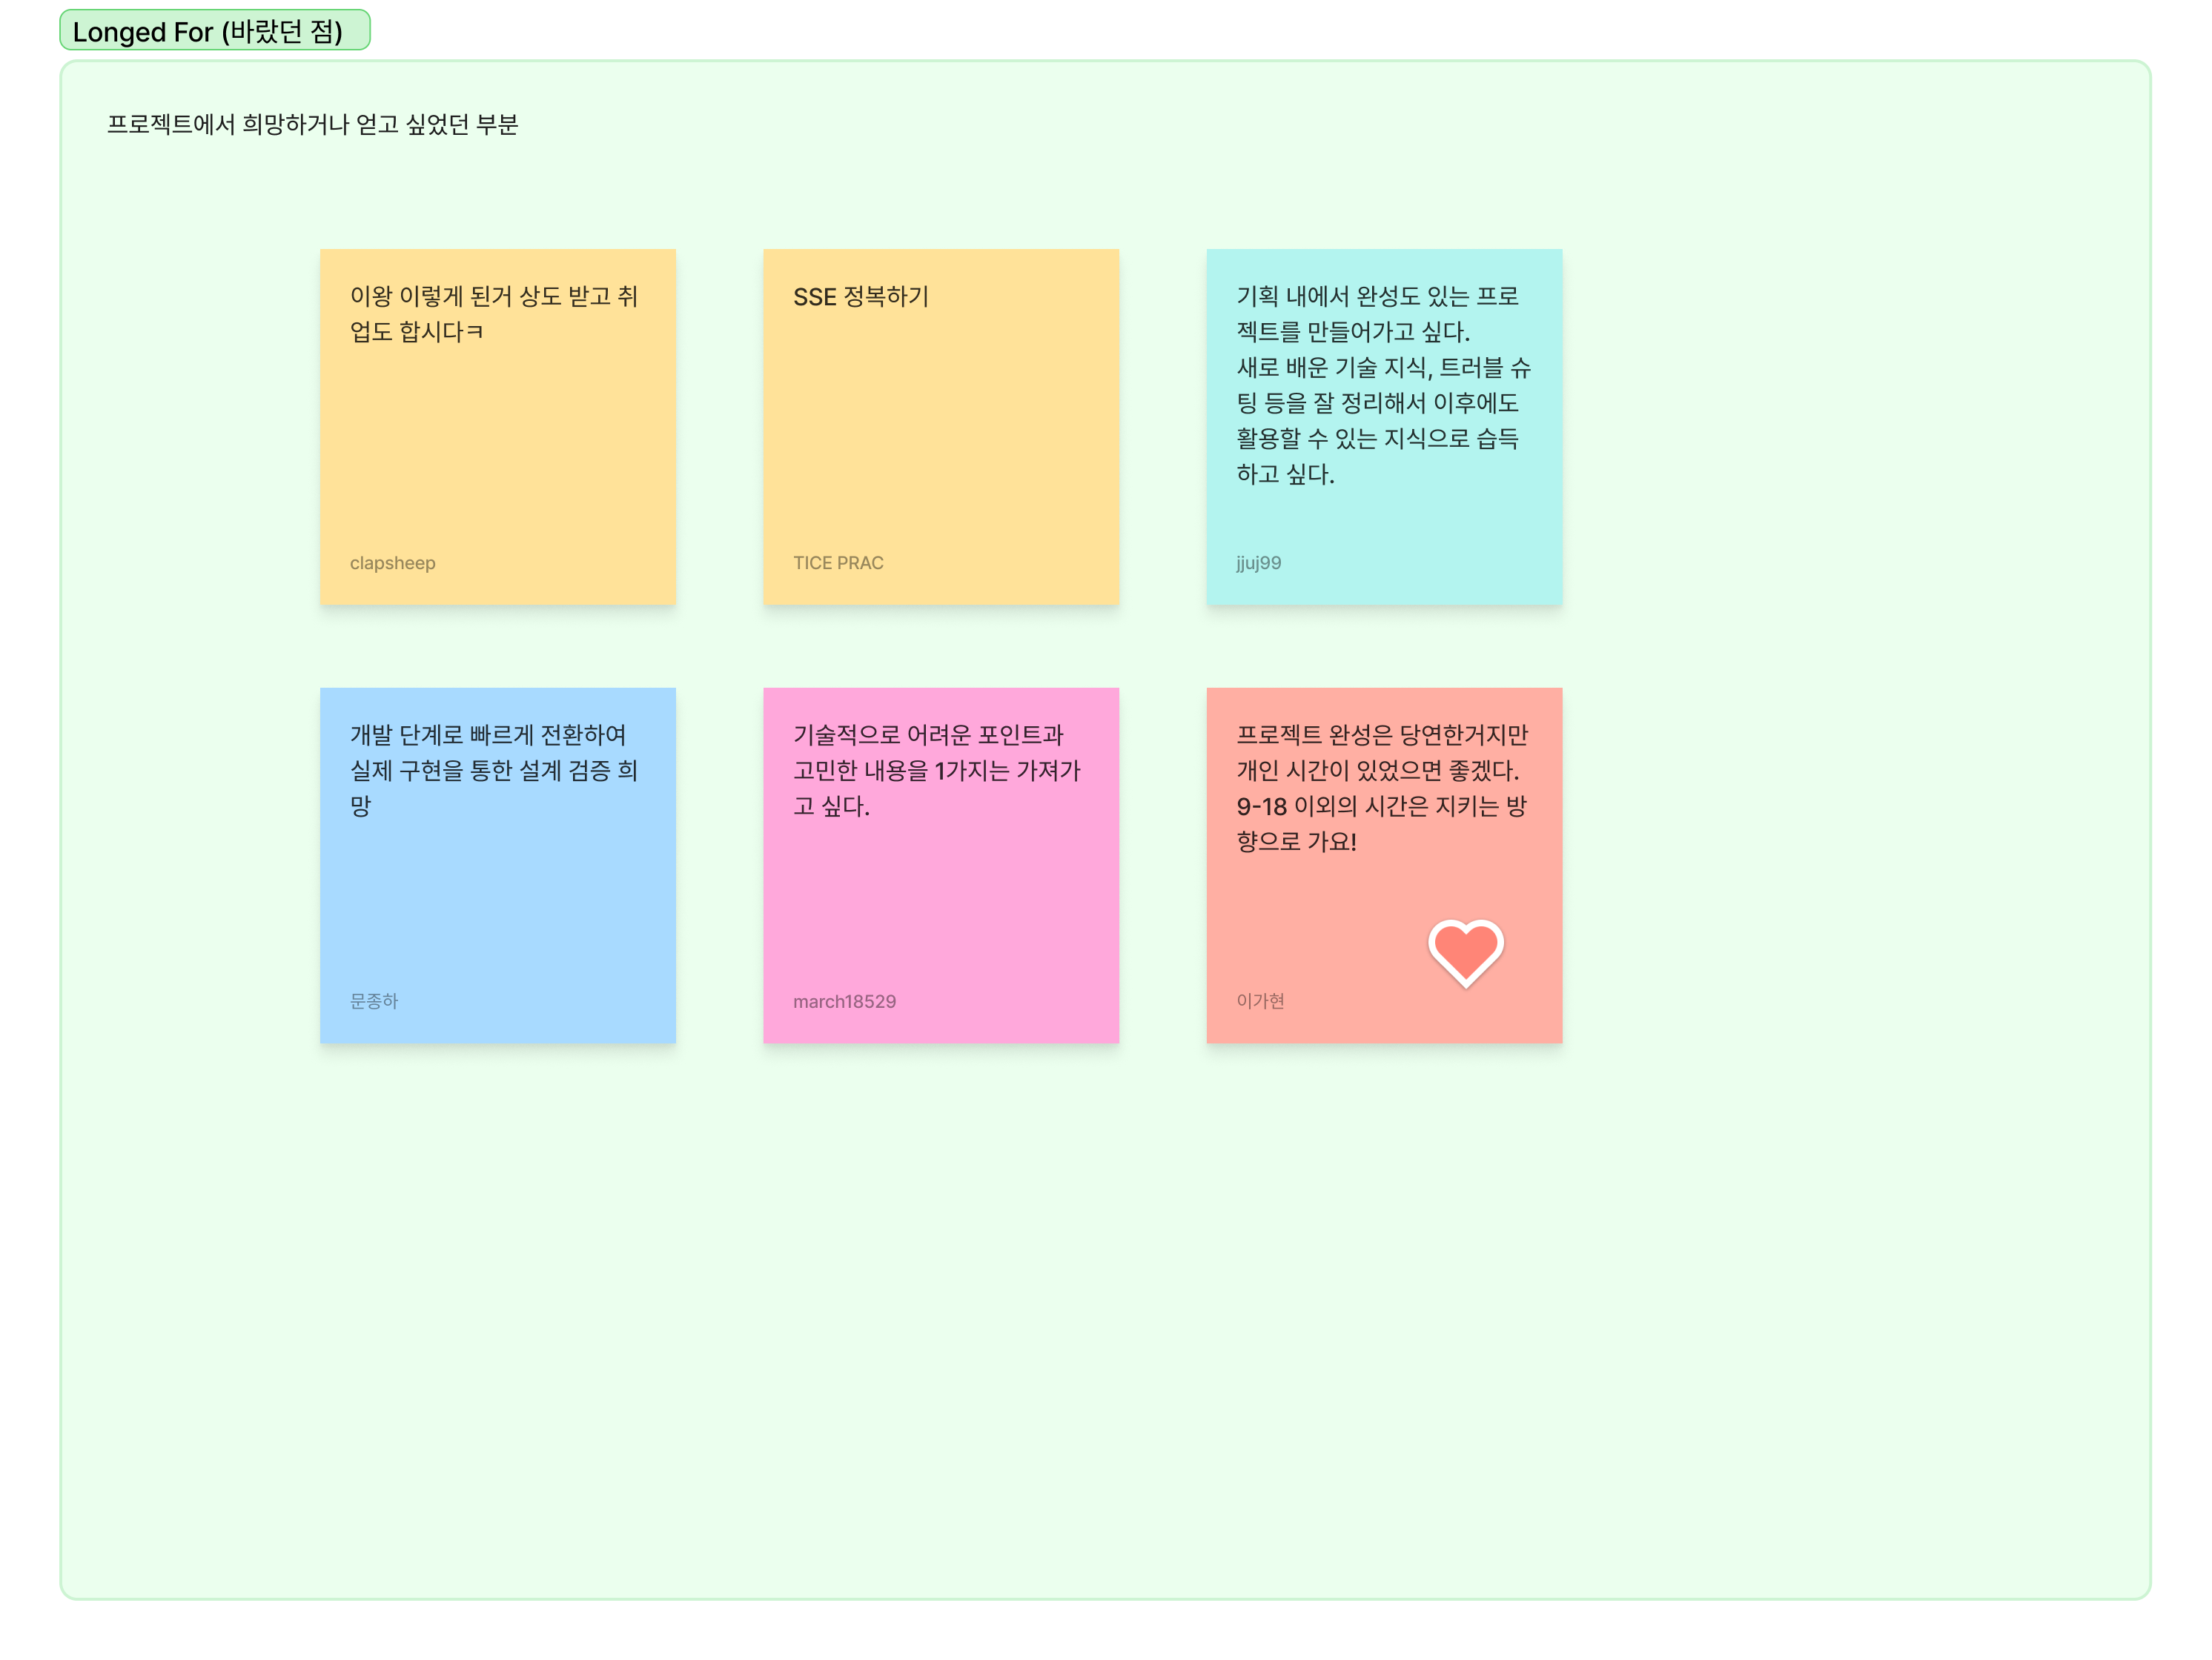 Longed For (바랐던 점)
프로젝트에서 희망하거나 얻고 싶었던 부분
이왕 이렇게 된거 상도 받고 취
업도 합시다ㅋ
clapsheep
SSE 정복하기
TICE PRAC
기획 내에서 완성도 있는 프로
젝트를 만들어가고 싶다.
새로 배운 기술 지식, 트러블 슈
팅 등을 잘 정리해서 이후에도
활용할 수 있는 지식으로 습득
하고 싶다.
jjuj99
개발 단계로 빠르게 전환하여
실제 구현을 통한 설계 검증 희
망
문종하
기술적으로 어려운 포인트과
고민한 내용을 1가지는 가져가
고 싶다.
march18529
프로젝트 완성은 당연한거지만
개인 시간이 있었으면 좋겠다.
9-18 이외의 시간은 지키는 방
향으로 가요!
이가현